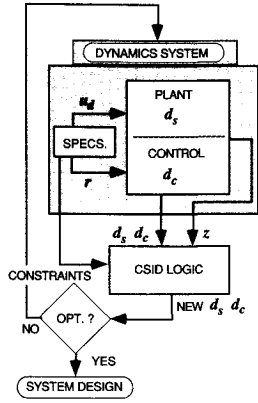 DYNAMICS SYSTEM
u_d
PLANT
d_s
SPECS.
CONTROL
r
d_c
d_s d_c
z
CONSTRAINTS
CSID LOGIC
NEW d_s d_c
OPT. ?
NO
YES
SYSTEM DESIGN